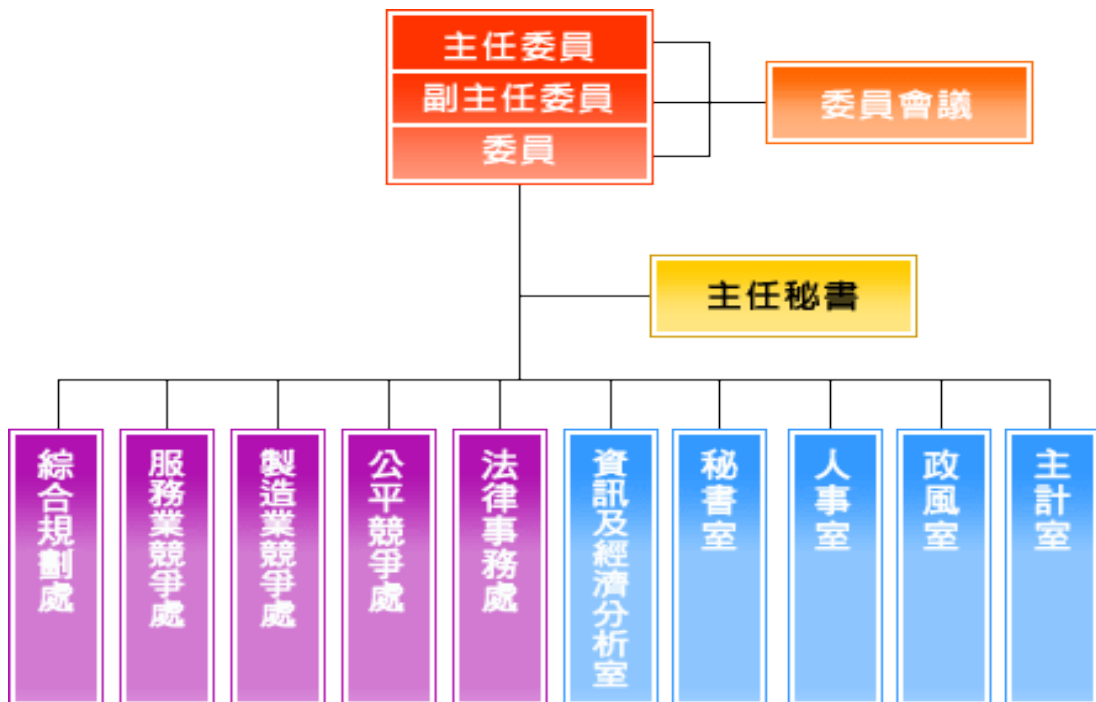 主任委員
副主任委員
委員
委員會議
主任秘書
綜合規劃處
服務業競爭處
製造業競爭處
公平競爭處
法律事務處
資訊及經濟分析室
秘書室
人事室
政風室
主計室